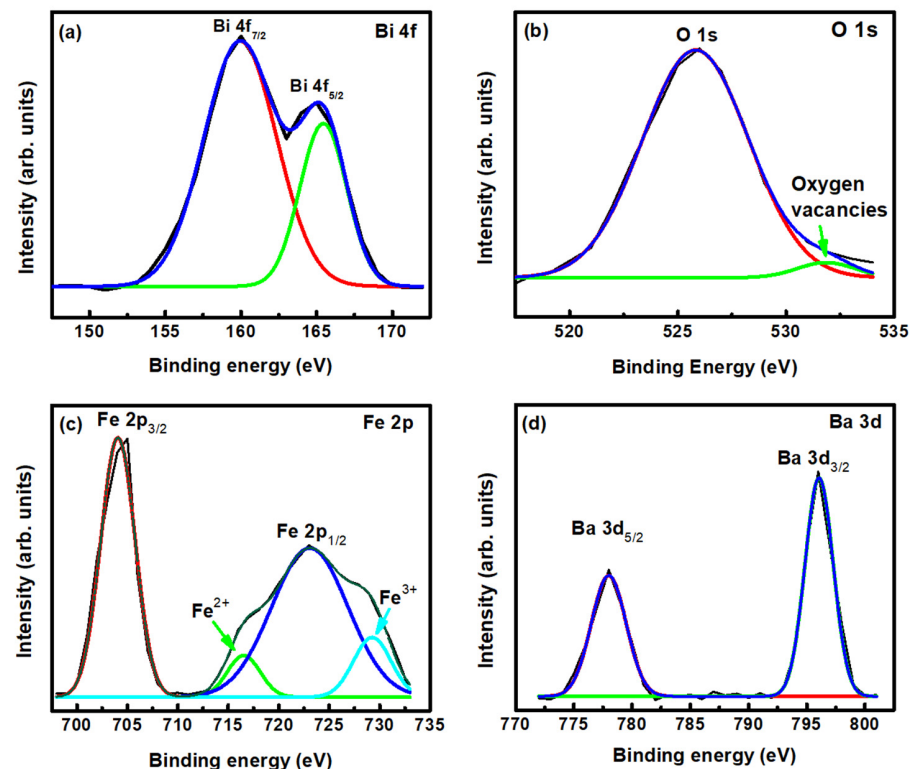 (a)
Bi 4f7/2
Bi 4f
Bi 4f5/2
Intensity (arb. units)
150 155 160 165 170
Binding energy (eV)
(b)
O 1s
O 1s
Oxygen
vacancies
Intensity (arb. units)
520 525 530 535
Binding Energy (eV)
(c)
Fe 2p3/2
Fe 2p
Fe 2p1/2
Fe2+
Fe3+
Intensity (arb. units)
700 705 710 715 720 725 730 735
Binding energy (eV)
(d)
Ba 3d
Ba 3d3/2
Ba 3d5/2
Intensity (arb. units)
770 775 780 785 790 795 800
Binding energy (eV)